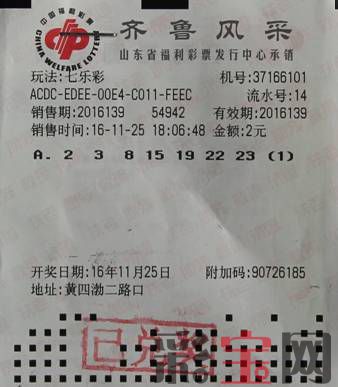 中国福利彩票
CHINA WELFARE LOTTERY
齐鲁风采
山东省福利彩票发行中心承销
玩法:七乐彩 机号:37166101
ACDC-EDEE-00E4-C011-FEEC 流水号:14
销售期:2016139 54942 有效期:2016139
销售时间:16-11-25 18:06:48 金额:2元
A. 2 3 8 15 19 22 23 (1)
开奖日期:16年11月25日 附加码:90726185
地址:黄四渤二路口
已兑奖
彩宝网